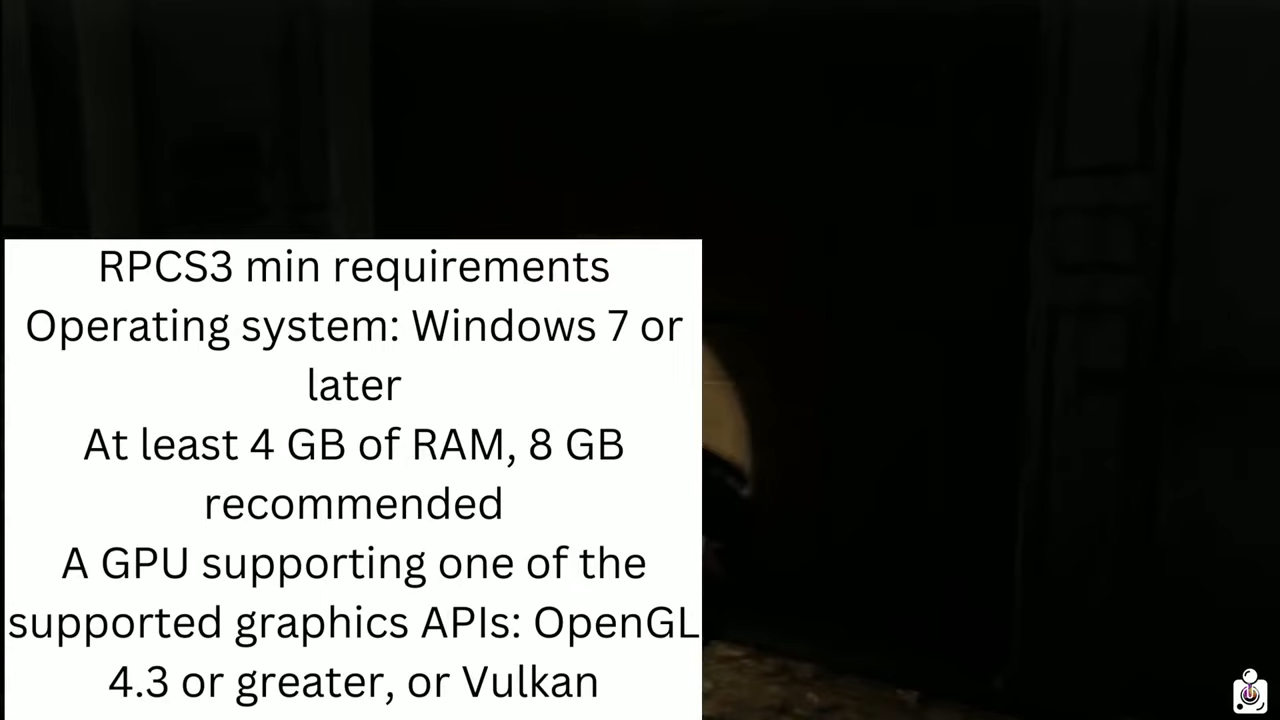 RPCS3 min requirements
Operating system: Windows 7 or
later
At least 4 GB of RAM, 8 GB
recommended
A GPU supporting one of the
supported graphics APIs: OpenGL
4.3 or greater, or Vulkan